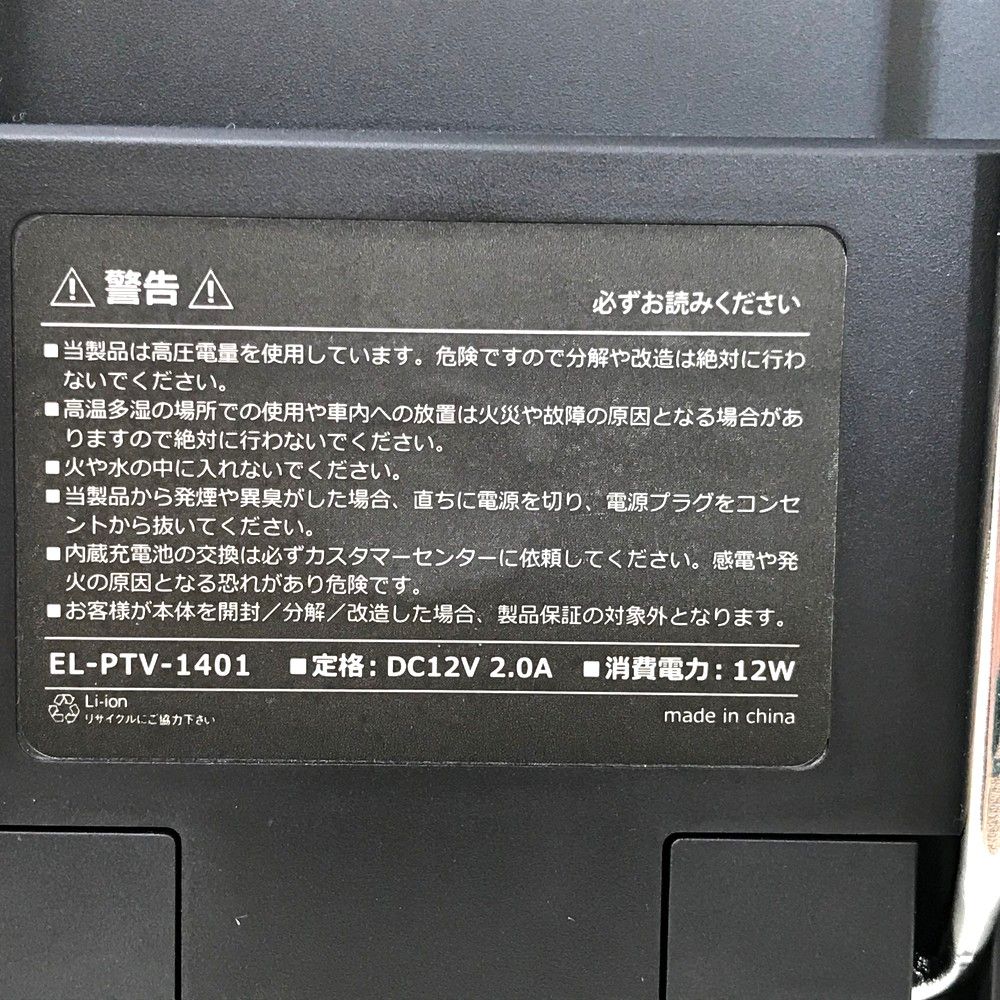 ⚠警告⚠ 必ずお読みください
■当製品は高圧電量を使用しています。危険ですので分解や改造は絶対に行わ
ないでください。
■高温多湿の場所での使用や車内への放置は火災や故障の原因となる場合があ
りますので絶対に行わないでください。
■火や水の中に入れないでください。
■当製品から発煙や異臭がした場合、直ちに電源を切り、電源プラグをコンセ
ントから抜いてください。
■内蔵充電池の交換は必ずカスタマーセンターに依頼してください。感電や発
火の原因となる恐れがあり危険です。
■お客様が本体を開封／分解／改造した場合、製品保証の対象外となります。
EL-PTV-1401 ■定格: DC12V 2.0A ■消費電力: 12W
Li-ion
リサイクルにご協力下さい
made in china